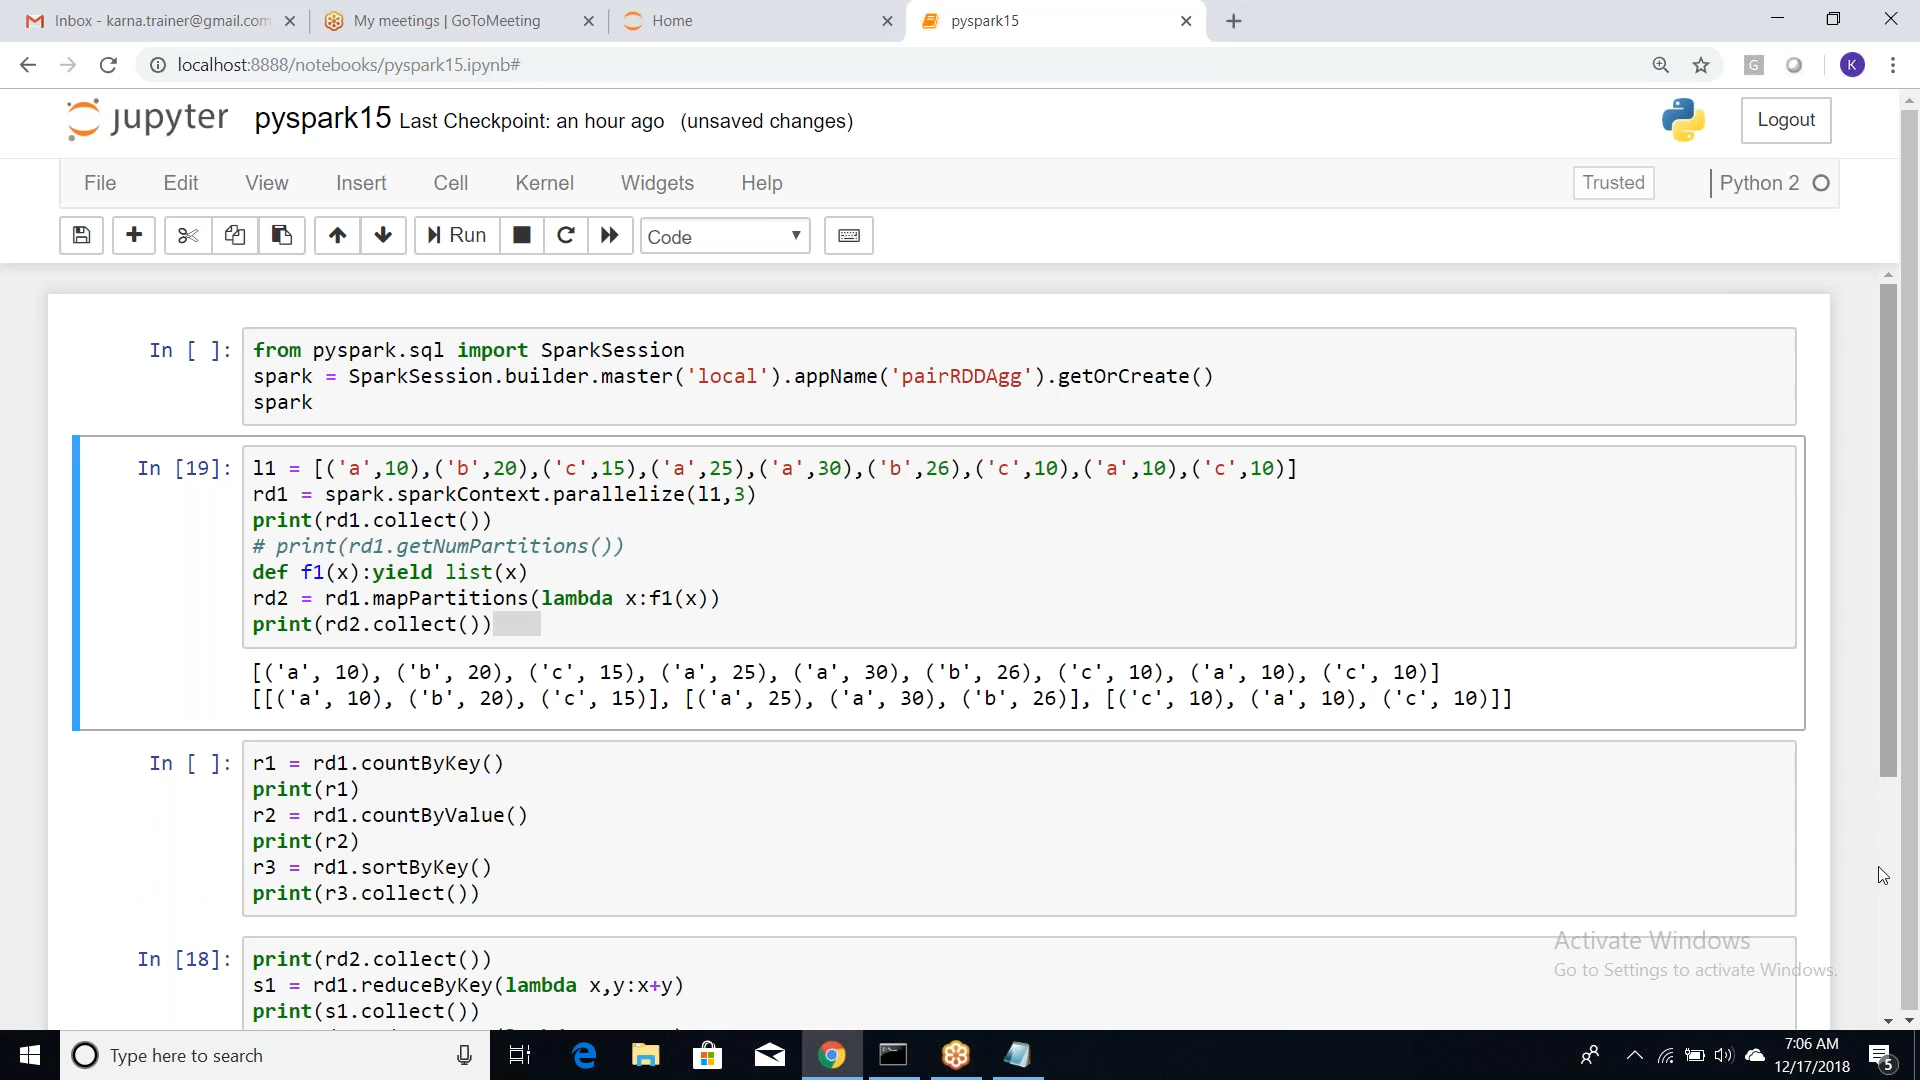 Inbox - karna.trainer@gmail.com
My meetings | GoToMeeting
Home
pyspark15
localhost:8888/notebooks/pyspark15.ipynb#
G
K
jupyter pyspark15 Last Checkpoint: an hour ago (unsaved changes)
Logout
File Edit View Insert Cell Kernel Widgets Help
Trusted
Python 2
Run
Code
In [ ]:
from pyspark.sql import SparkSession
spark = SparkSession.builder.master('local').appName('pairRDDAgg').getOrCreate()
spark
In [19]:
l1 = [('a',10),('b',20),('c',15),('a',25),('a',30),('b',26),('c',10),('a',10),('c',10)]
rd1 = spark.sparkContext.parallelize(l1,3)
print(rd1.collect())
# print(rd1.getNumPartitions())
def f1(x):yield list(x)
rd2 = rd1.mapPartitions(lambda x:f1(x))
print(rd2.collect())
[('a', 10), ('b', 20), ('c', 15), ('a', 25), ('a', 30), ('b', 26), ('c', 10), ('a', 10), ('c', 10)]
[[('a', 10), ('b', 20), ('c', 15)], [('a', 25), ('a', 30), ('b', 26)], [('c', 10), ('a', 10), ('c', 10)]]
In [ ]:
r1 = rd1.countByKey()
print(r1)
r2 = rd1.countByValue()
print(r2)
r3 = rd1.sortByKey()
print(r3.collect())
In [18]:
print(rd2.collect())
s1 = rd1.reduceByKey(lambda x,y:x+y)
print(s1.collect())
Activate Windows
Go to Settings to activate Windows.
Type here to search
7:06 AM
12/17/2018
5